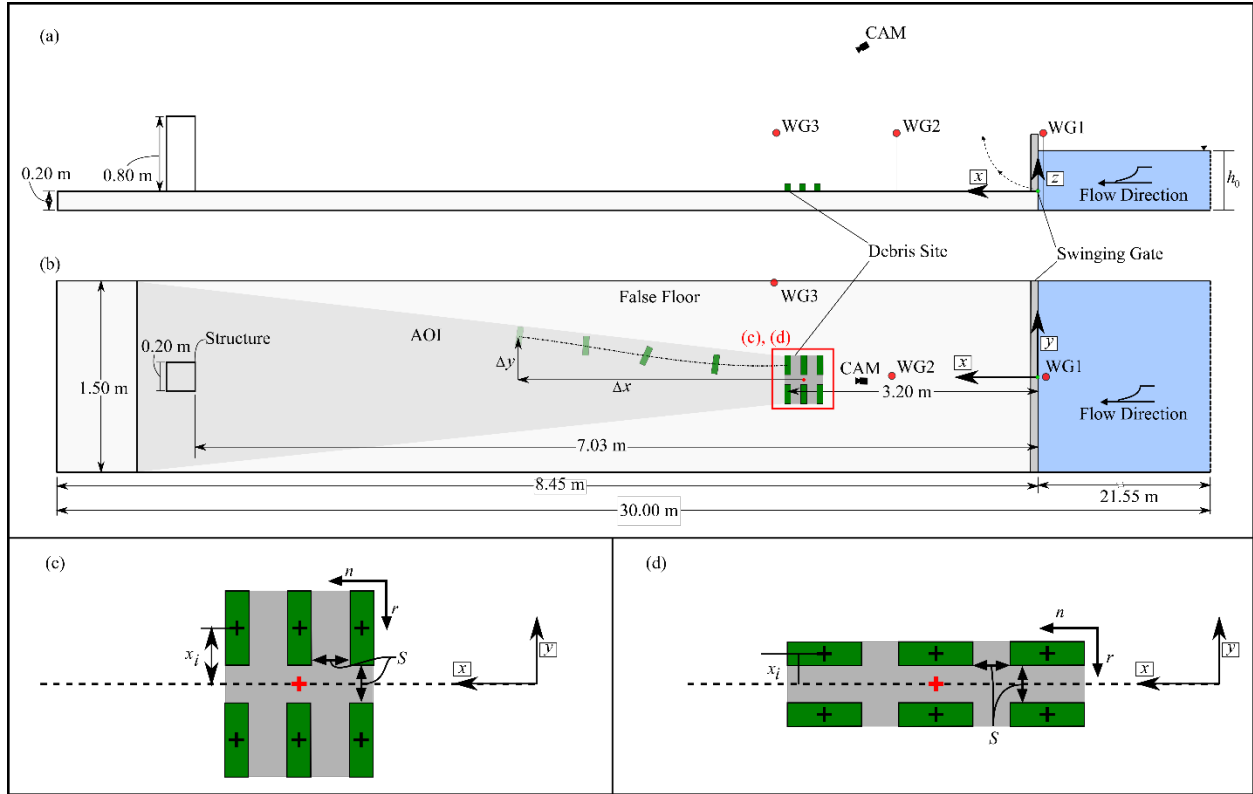 (a)
CAM
WG3
WG2
WG1
0.80 m
0.20 m
x
z
h₀
Flow Direction
Debris Site
Swinging Gate
(b)
False Floor
WG3
AOI
(c), (d)
Structure
0.20 m
1.50 m
Δy
Δx
CAM
WG2
x
y
WG1
3.20 m
Flow Direction
7.03 m
8.45 m
21.55 m
30.00 m
(c)
n
r
xᵢ
S
x
y
(d)
n
r
xᵢ
S
x
y